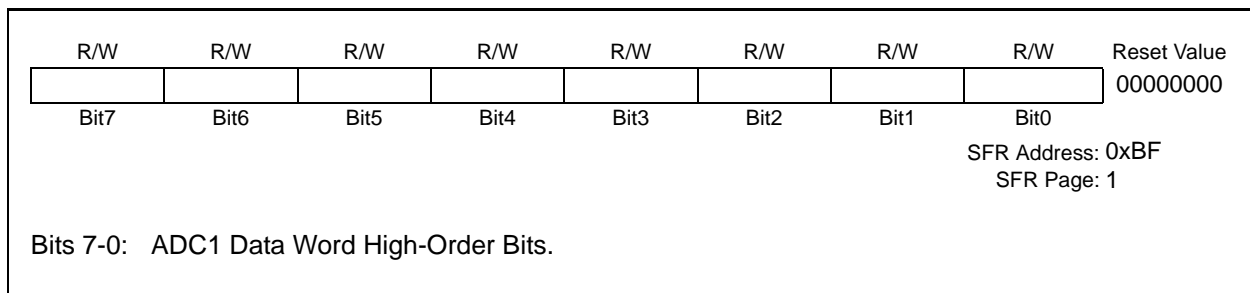 R/W R/W R/W R/W R/W R/W R/W R/W Reset Value
00000000
Bit7 Bit6 Bit5 Bit4 Bit3 Bit2 Bit1 Bit0
SFR Address: 0xBF
SFR Page: 1
Bits 7-0: ADC1 Data Word High-Order Bits.